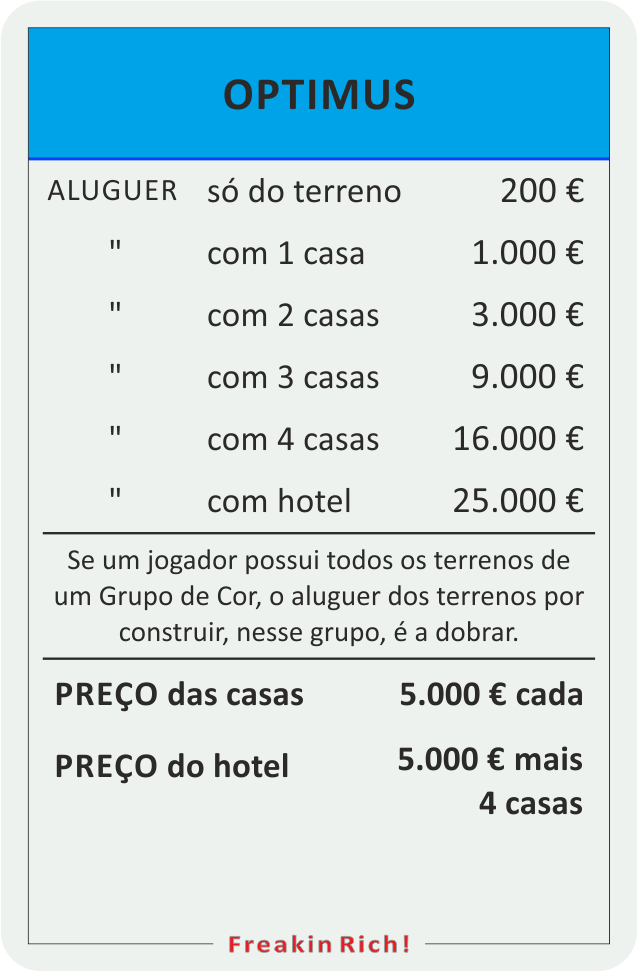 OPTIMUS
ALUGUER só do terreno 200 €
" com 1 casa 1.000 €
" com 2 casas 3.000 €
" com 3 casas 9.000 €
" com 4 casas 16.000 €
" com hotel 25.000 €
Se um jogador possui todos os terrenos de
um Grupo de Cor, o aluguer dos terrenos por
construir, nesse grupo, é a dobrar.
PREÇO das casas 5.000 € cada
PREÇO do hotel 5.000 € mais
4 casas
Freakin Rich!